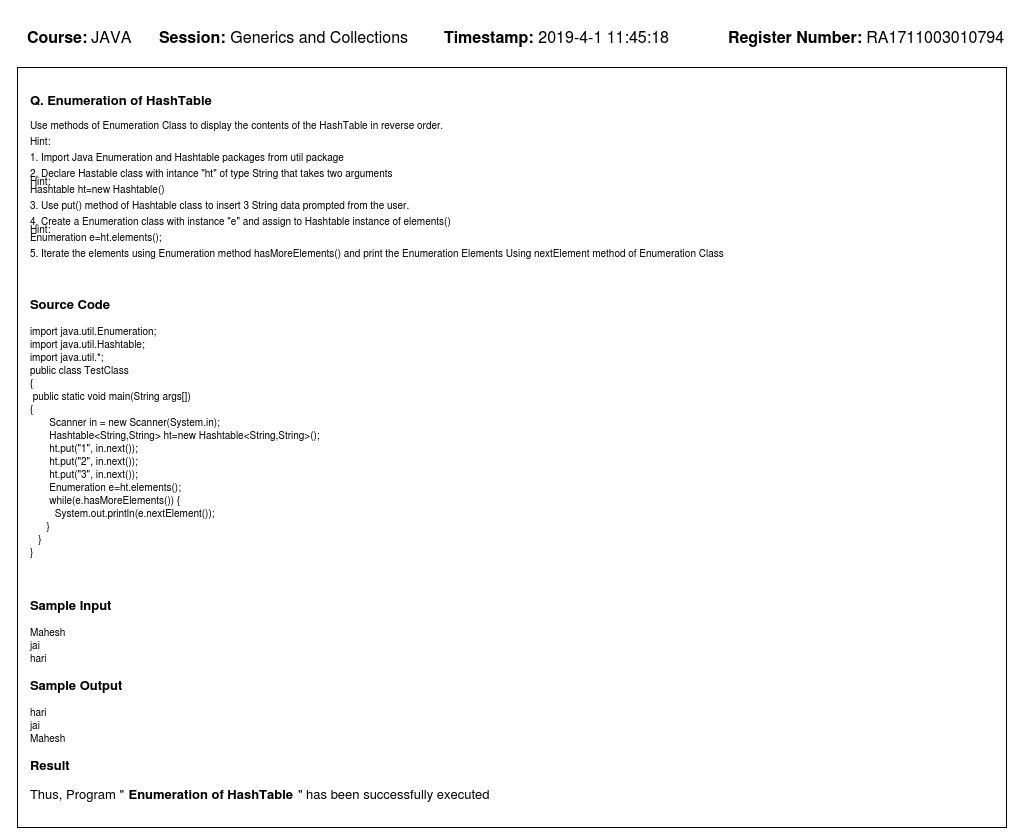 Course: JAVA Session: Generics and Collections Timestamp: 2019-4-1 11:45:18 Register Number: RA1711003010794
Q. Enumeration of HashTable
Use methods of Enumeration Class to display the contents of the HashTable in reverse order.
Hint:
1. Import Java Enumeration and Hashtable packages from util package
2. Declare Hastable class with intance "ht" of type String that takes two arguments
Hint:
Hashtable ht=new Hashtable()
3. Use put() method of Hashtable class to insert 3 String data prompted from the user.
4. Create a Enumeration class with instance "e" and assign to Hashtable instance of elements()
Hint:
Enumeration e=ht.elements();
5. Iterate the elements using Enumeration method hasMoreElements() and print the Enumeration Elements Using nextElement method of Enumeration Class
Source Code
import java.util.Enumeration;
import java.util.Hashtable;
import java.util.*;
public class TestClass
{
public static void main(String args[])
{
Scanner in = new Scanner(System.in);
Hashtable<String,String> ht=new Hashtable<String,String>();
ht.put("1", in.next());
ht.put("2", in.next());
ht.put("3", in.next());
Enumeration e=ht.elements();
while(e.hasMoreElements()) {
System.out.println(e.nextElement());
}
}
}
Sample Input
Mahesh
jai
hari
Sample Output
hari
jai
Mahesh
Result
Thus, Program " Enumeration of HashTable " has been successfully executed